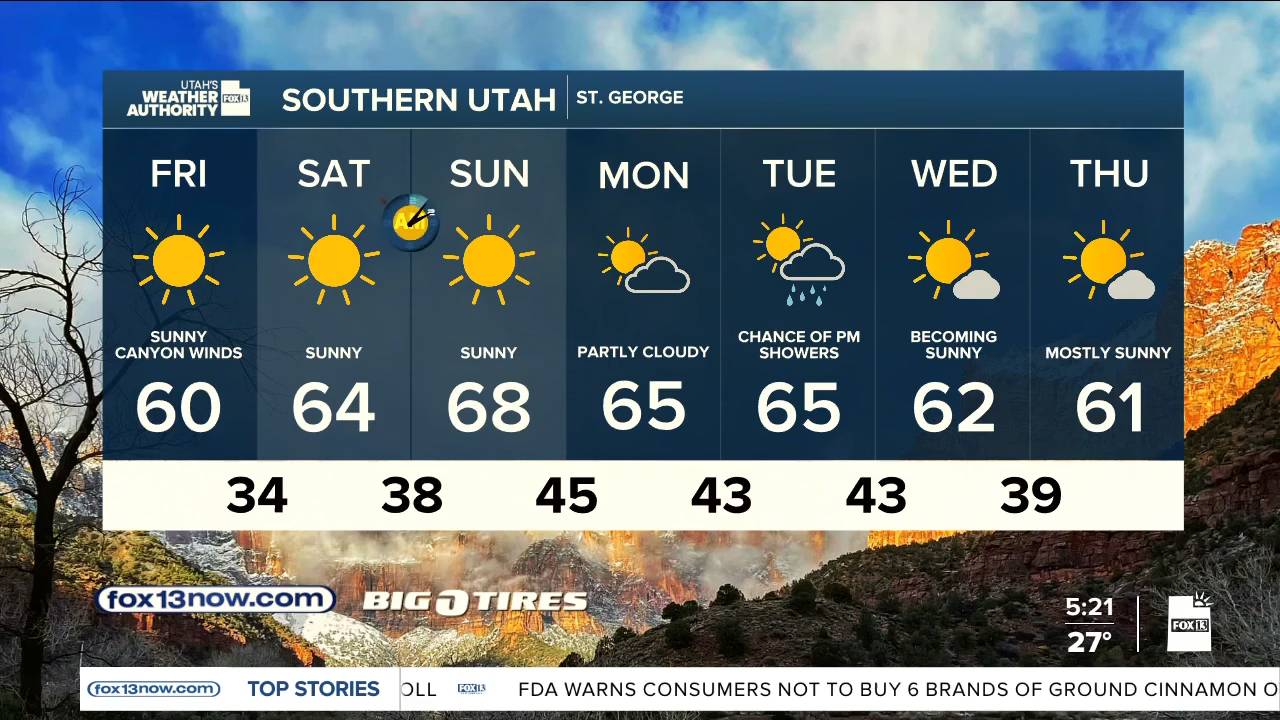 UTAH'S
WEATHER
AUTHORITY
FOX 13
SOUTHERN UTAH
ST. GEORGE
FRI
SAT
SUN
MON
TUE
WED
THU
SUNNY
CANYON WINDS
SUNNY
SUNNY
PARTLY CLOUDY
CHANCE OF PM
SHOWERS
BECOMING
SUNNY
MOSTLY SUNNY
60
64
68
65
65
62
61
34
38
45
43
43
39
fox13now.com
BIG O TIRES
5:21
27°
FOX 13
fox13now.com
TOP STORIES
OLL
FOX 13
FDA WARNS CONSUMERS NOT TO BUY 6 BRANDS OF GROUND CINNAMON O